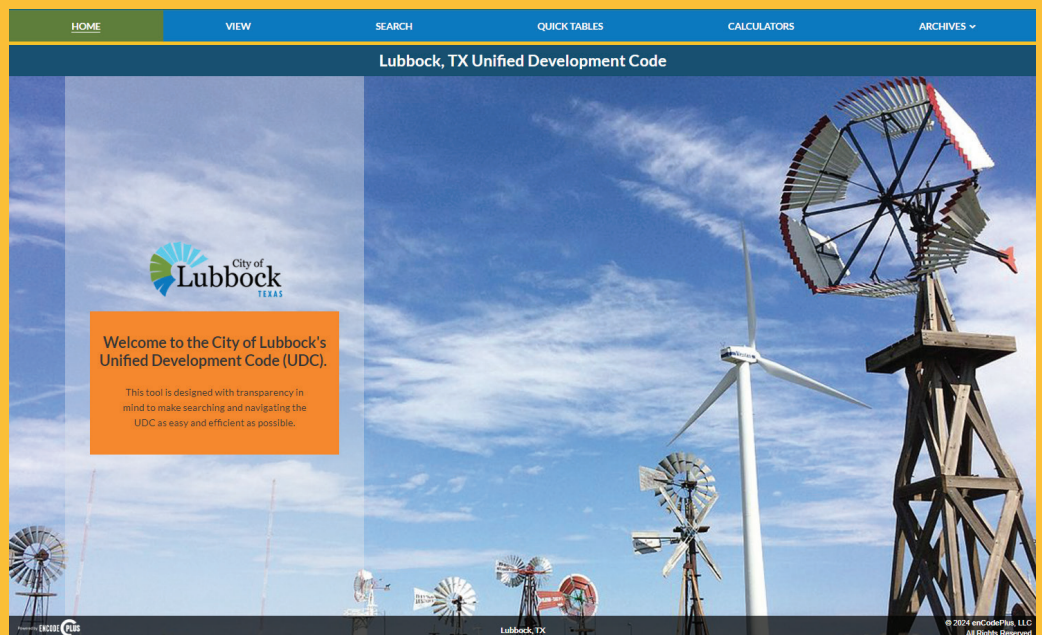 HOME
VIEW
SEARCH
QUICK TABLES
CALCULATORS
ARCHIVES
Lubbock, TX Unified Development Code
City of
Lubbock
TEXAS
Welcome to the City of Lubbock's
Unified Development Code (UDC).
This tool is designed with transparency in
mind to make searching and navigating the
UDC as easy and efficient as possible.
Powered by ENCODE PLUS
Lubbock, TX
© 2024 enCodePlus, LLC
All Rights Reserved